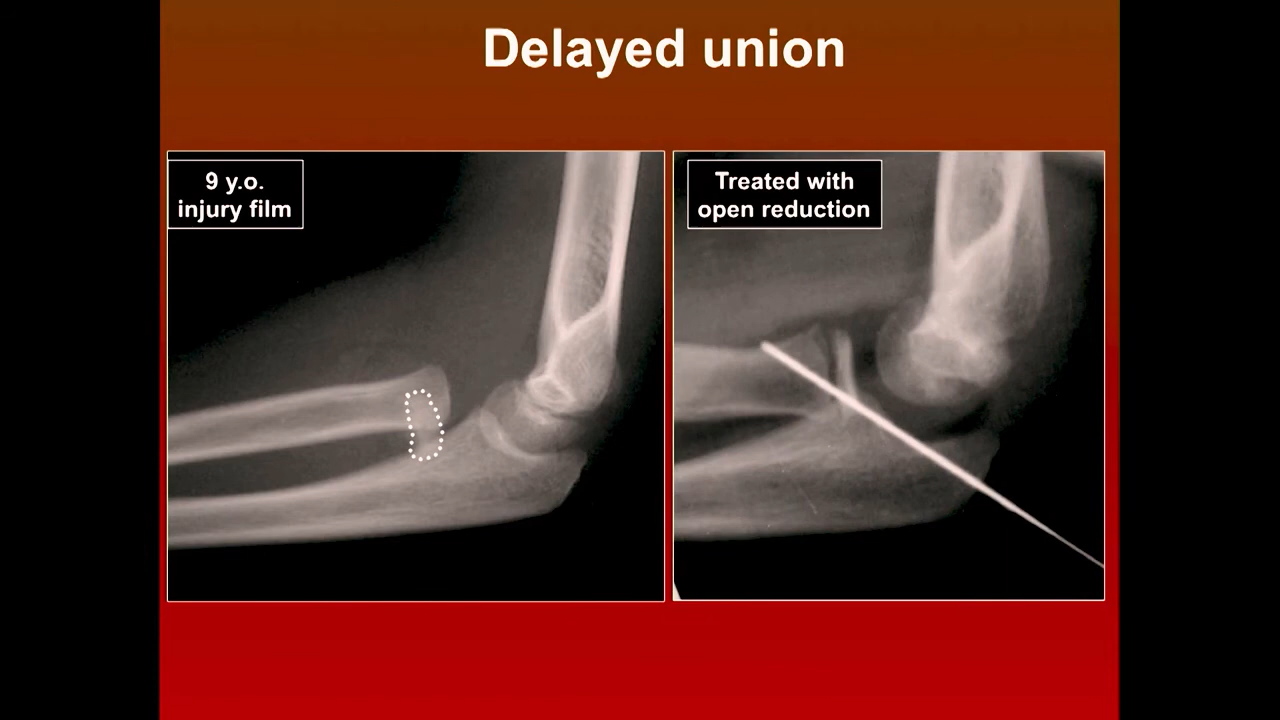 Delayed union
9 y.o.
injury film
Treated with
open reduction